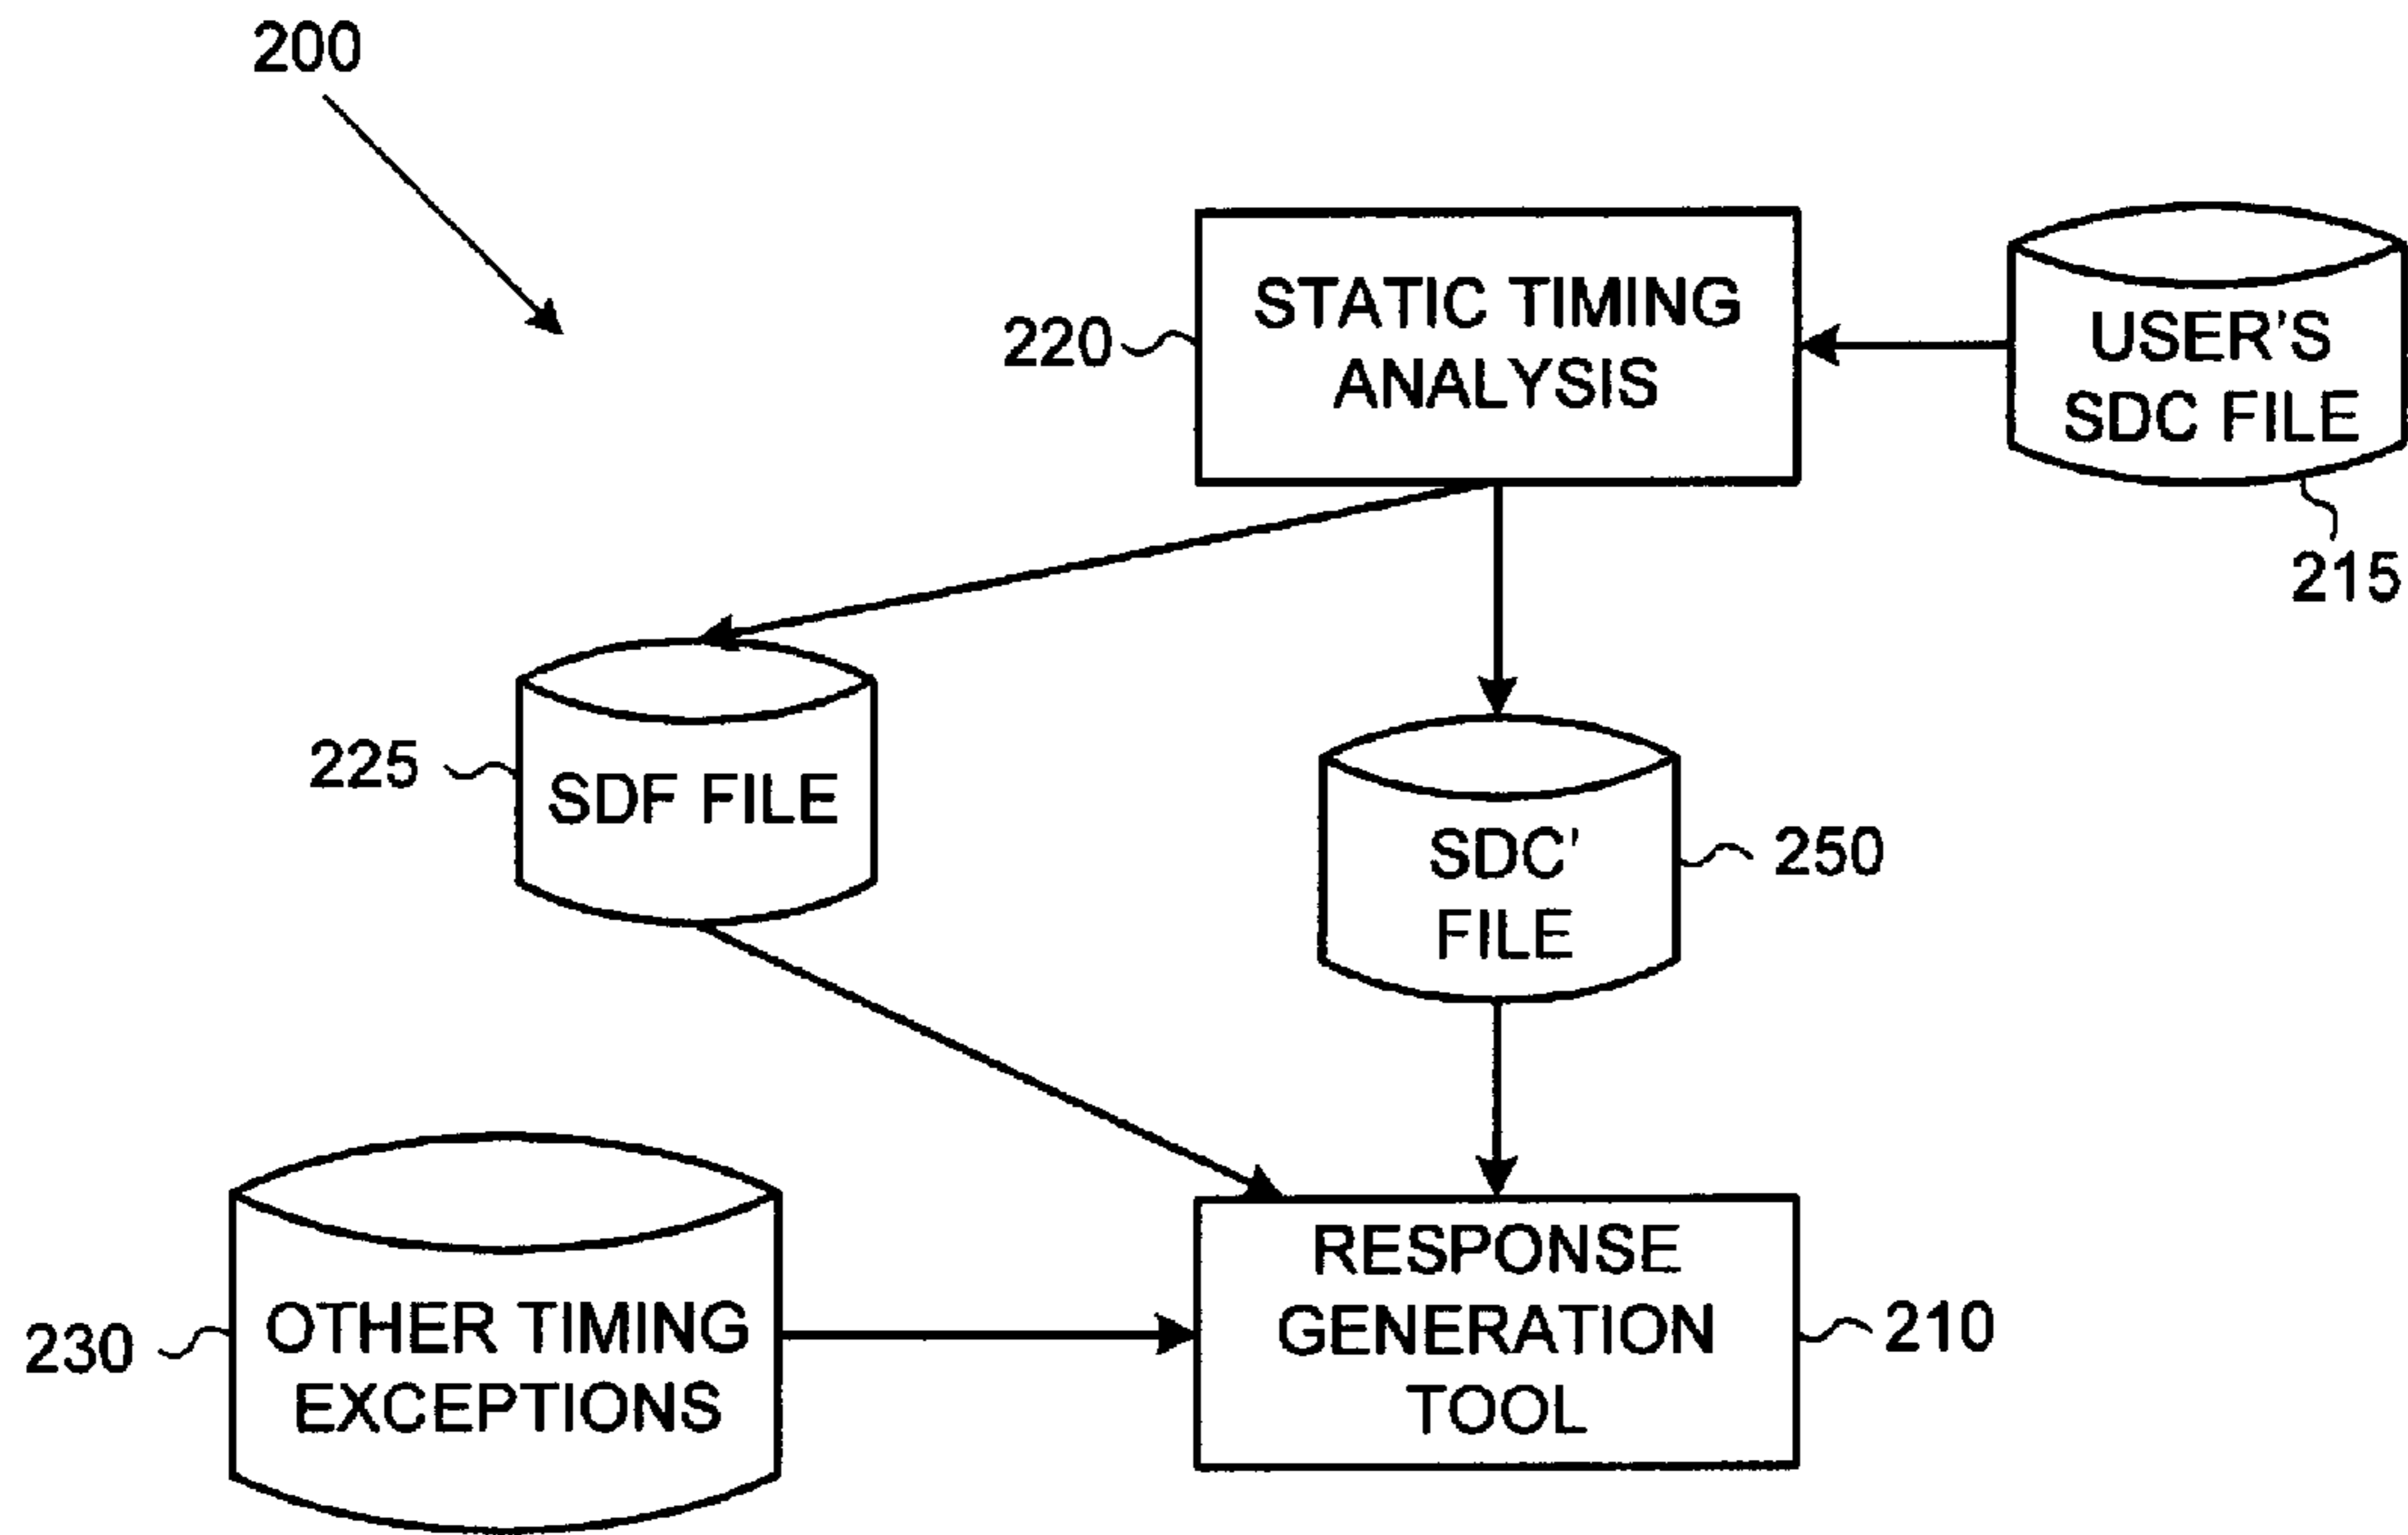 200
STATIC TIMING
ANALYSIS
220
USER'S
SDC FILE
215
225
SDF FILE
SDC'
FILE
250
230
OTHER TIMING
EXCEPTIONS
RESPONSE
GENERATION
TOOL
210